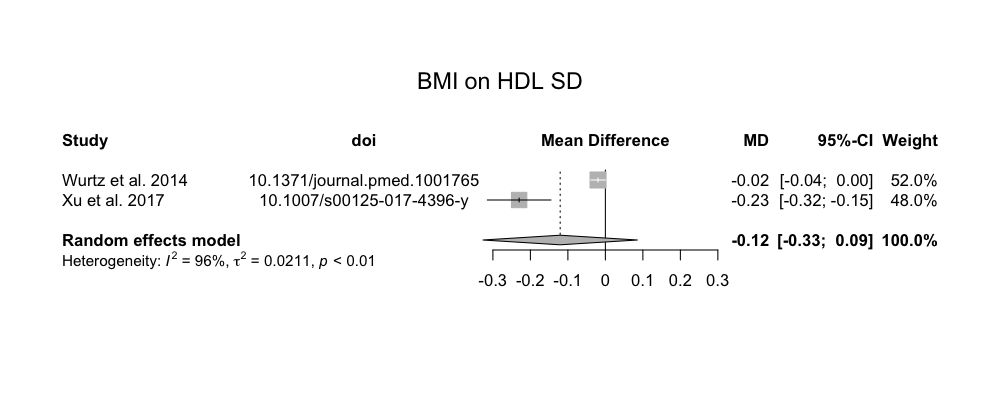 BMI on HDL SD
Study doi Mean Difference MD 95%-CI Weight
Wurtz et al. 2014 10.1371/journal.pmed.1001765 -0.02 [-0.04; 0.00] 52.0%
Xu et al. 2017 10.1007/s00125-017-4396-y -0.23 [-0.32; -0.15] 48.0%
Random effects model -0.12 [-0.33; 0.09] 100.0%
Heterogeneity: I² = 96%, τ² = 0.0211, p < 0.01
-0.3 -0.2 -0.1 0 0.1 0.2 0.3